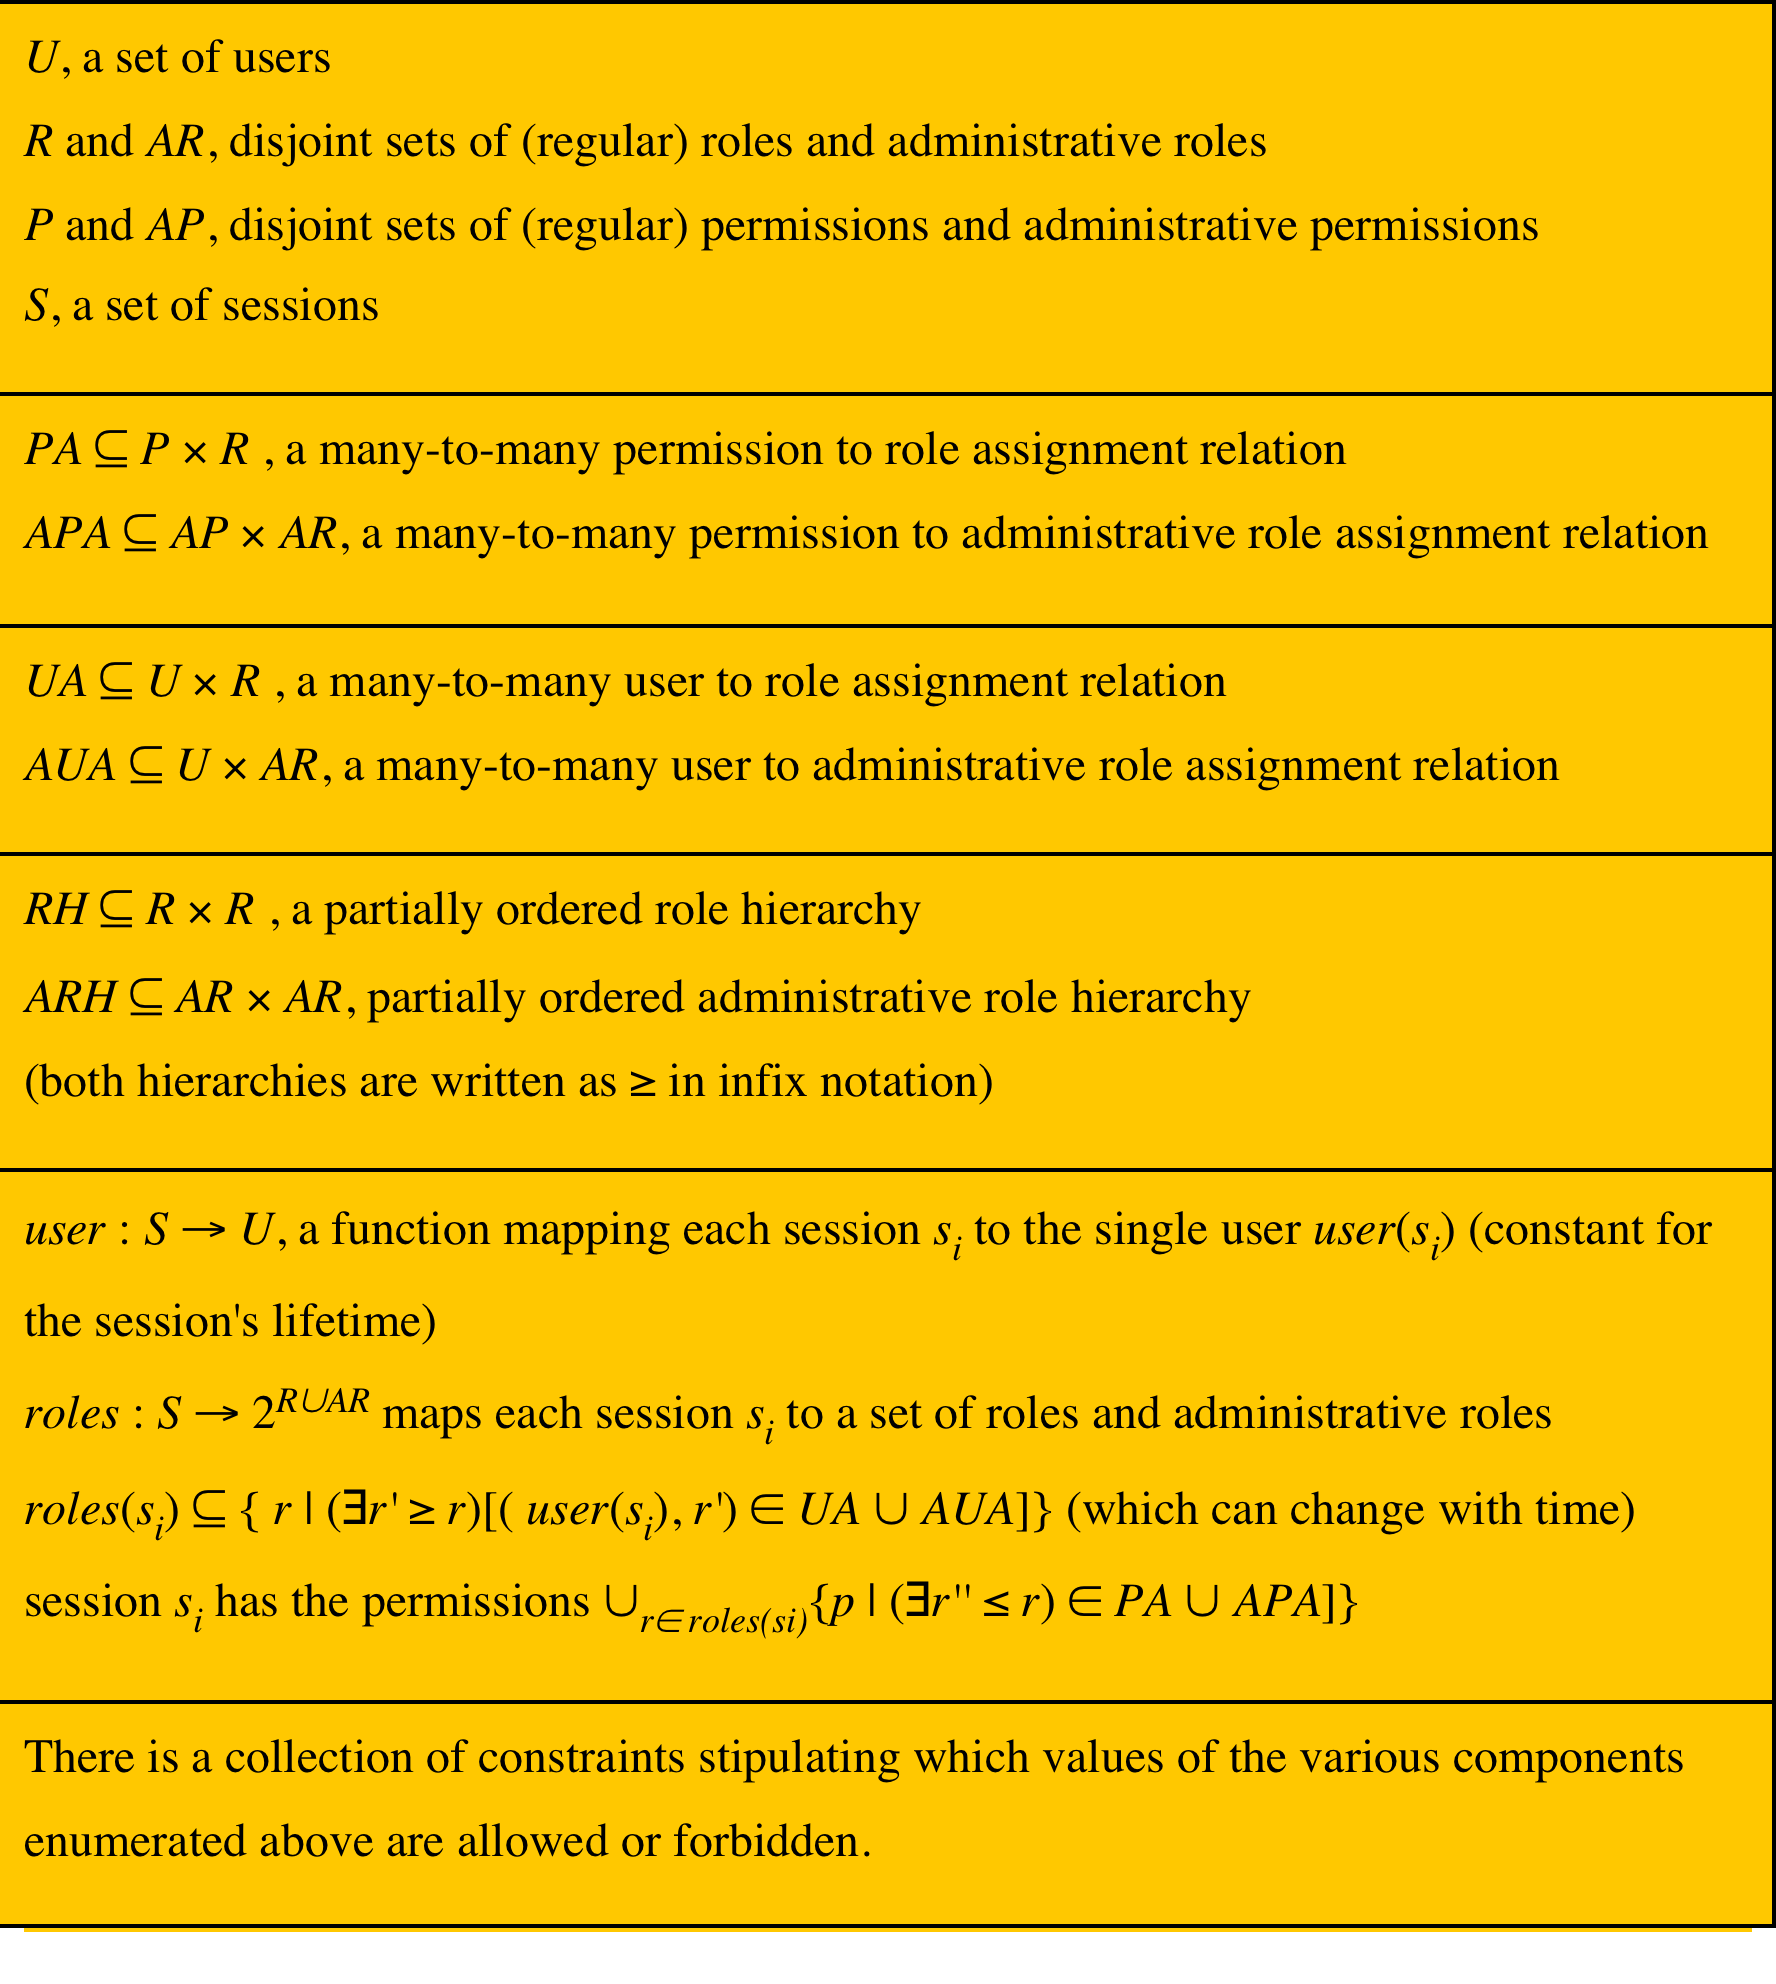 U, a set of users
R and AR, disjoint sets of (regular) roles and administrative roles
P and AP, disjoint sets of (regular) permissions and administrative permissions
S, a set of sessions
PA ⊆ P × R , a many-to-many permission to role assignment relation
APA ⊆ AP × AR, a many-to-many permission to administrative role assignment relation
UA ⊆ U × R , a many-to-many user to role assignment relation
AUA ⊆ U × AR, a many-to-many user to administrative role assignment relation
RH ⊆ R × R , a partially ordered role hierarchy
ARH ⊆ AR × AR, partially ordered administrative role hierarchy
(both hierarchies are written as ≥ in infix notation)
user : S → U, a function mapping each session s_i to the single user user(s_i) (constant for
the session's lifetime)
roles : S → 2^{R∪AR} maps each session s_i to a set of roles and administrative roles
roles(s_i) ⊆ { r | (∃r' ≥ r)[( user(s_i), r') ∈ UA ∪ AUA]} (which can change with time)
session s_i has the permissions ∪_{r∈roles(si)}{p | (∃r'' ≤ r) ∈ PA ∪ APA]}
There is a collection of constraints stipulating which values of the various components
enumerated above are allowed or forbidden.